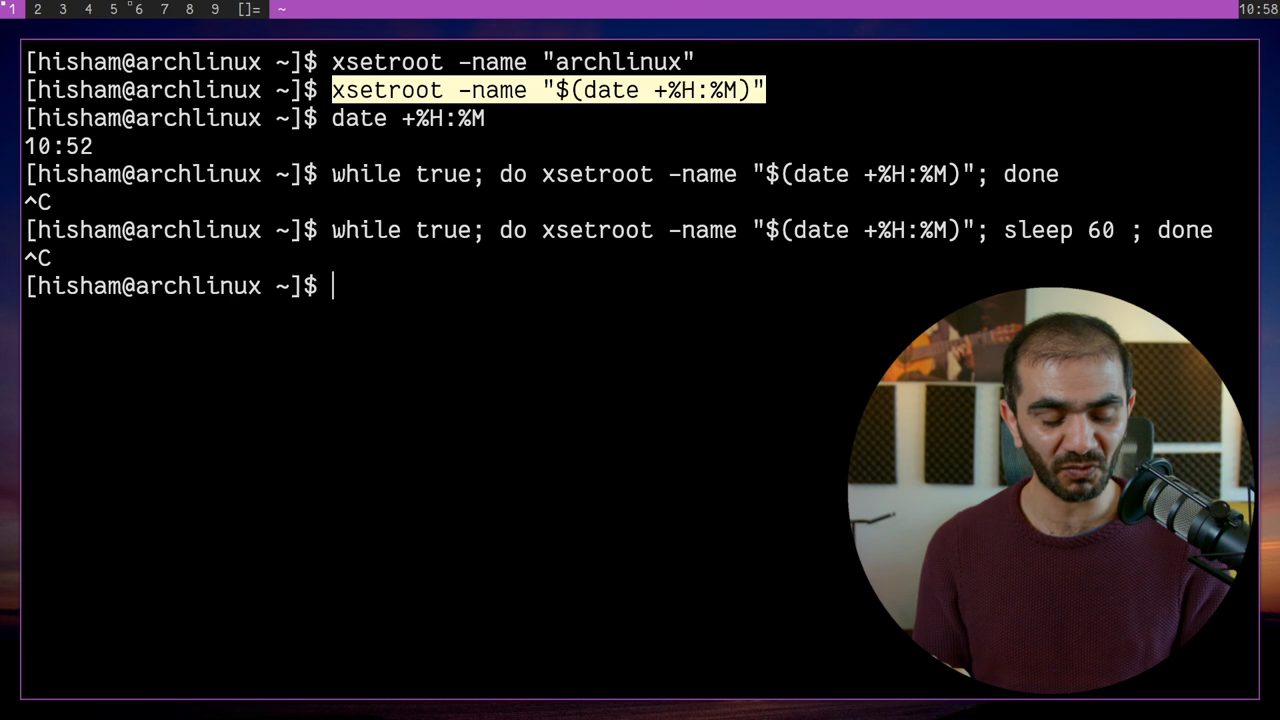 1 2 3 4 5 6 7 8 9 []= ~ 10:58
[hisham@archlinux ~]$ xsetroot -name "archlinux"
[hisham@archlinux ~]$ xsetroot -name "$(date +%H:%M)"
[hisham@archlinux ~]$ date +%H:%M
10:52
[hisham@archlinux ~]$ while true; do xsetroot -name "$(date +%H:%M)"; done
^C
[hisham@archlinux ~]$ while true; do xsetroot -name "$(date +%H:%M)"; sleep 60 ; done
^C
[hisham@archlinux ~]$